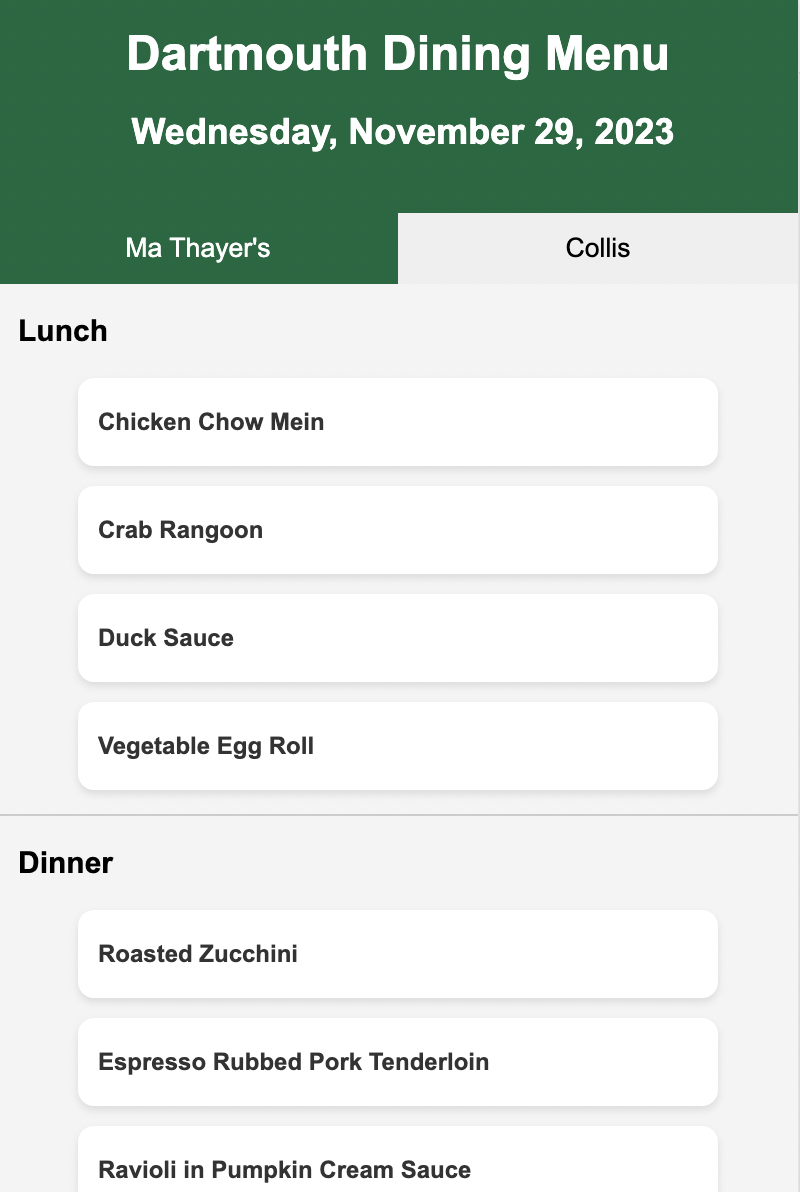 Dartmouth Dining Menu
Wednesday, November 29, 2023
Ma Thayer's
Collis
Lunch
Chicken Chow Mein
Crab Rangoon
Duck Sauce
Vegetable Egg Roll
Dinner
Roasted Zucchini
Espresso Rubbed Pork Tenderloin
Ravioli in Pumpkin Cream Sauce